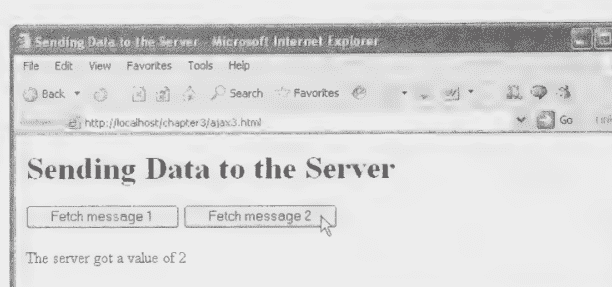 Sending Data to the Server - Microsoft Internet Explorer
File Edit View Favorites Tools Help
Back Search Favorites
http://localhost/chapter3/ajax3.html Go
Sending Data to the Server
Fetch message 1 Fetch message 2
The server got a value of 2